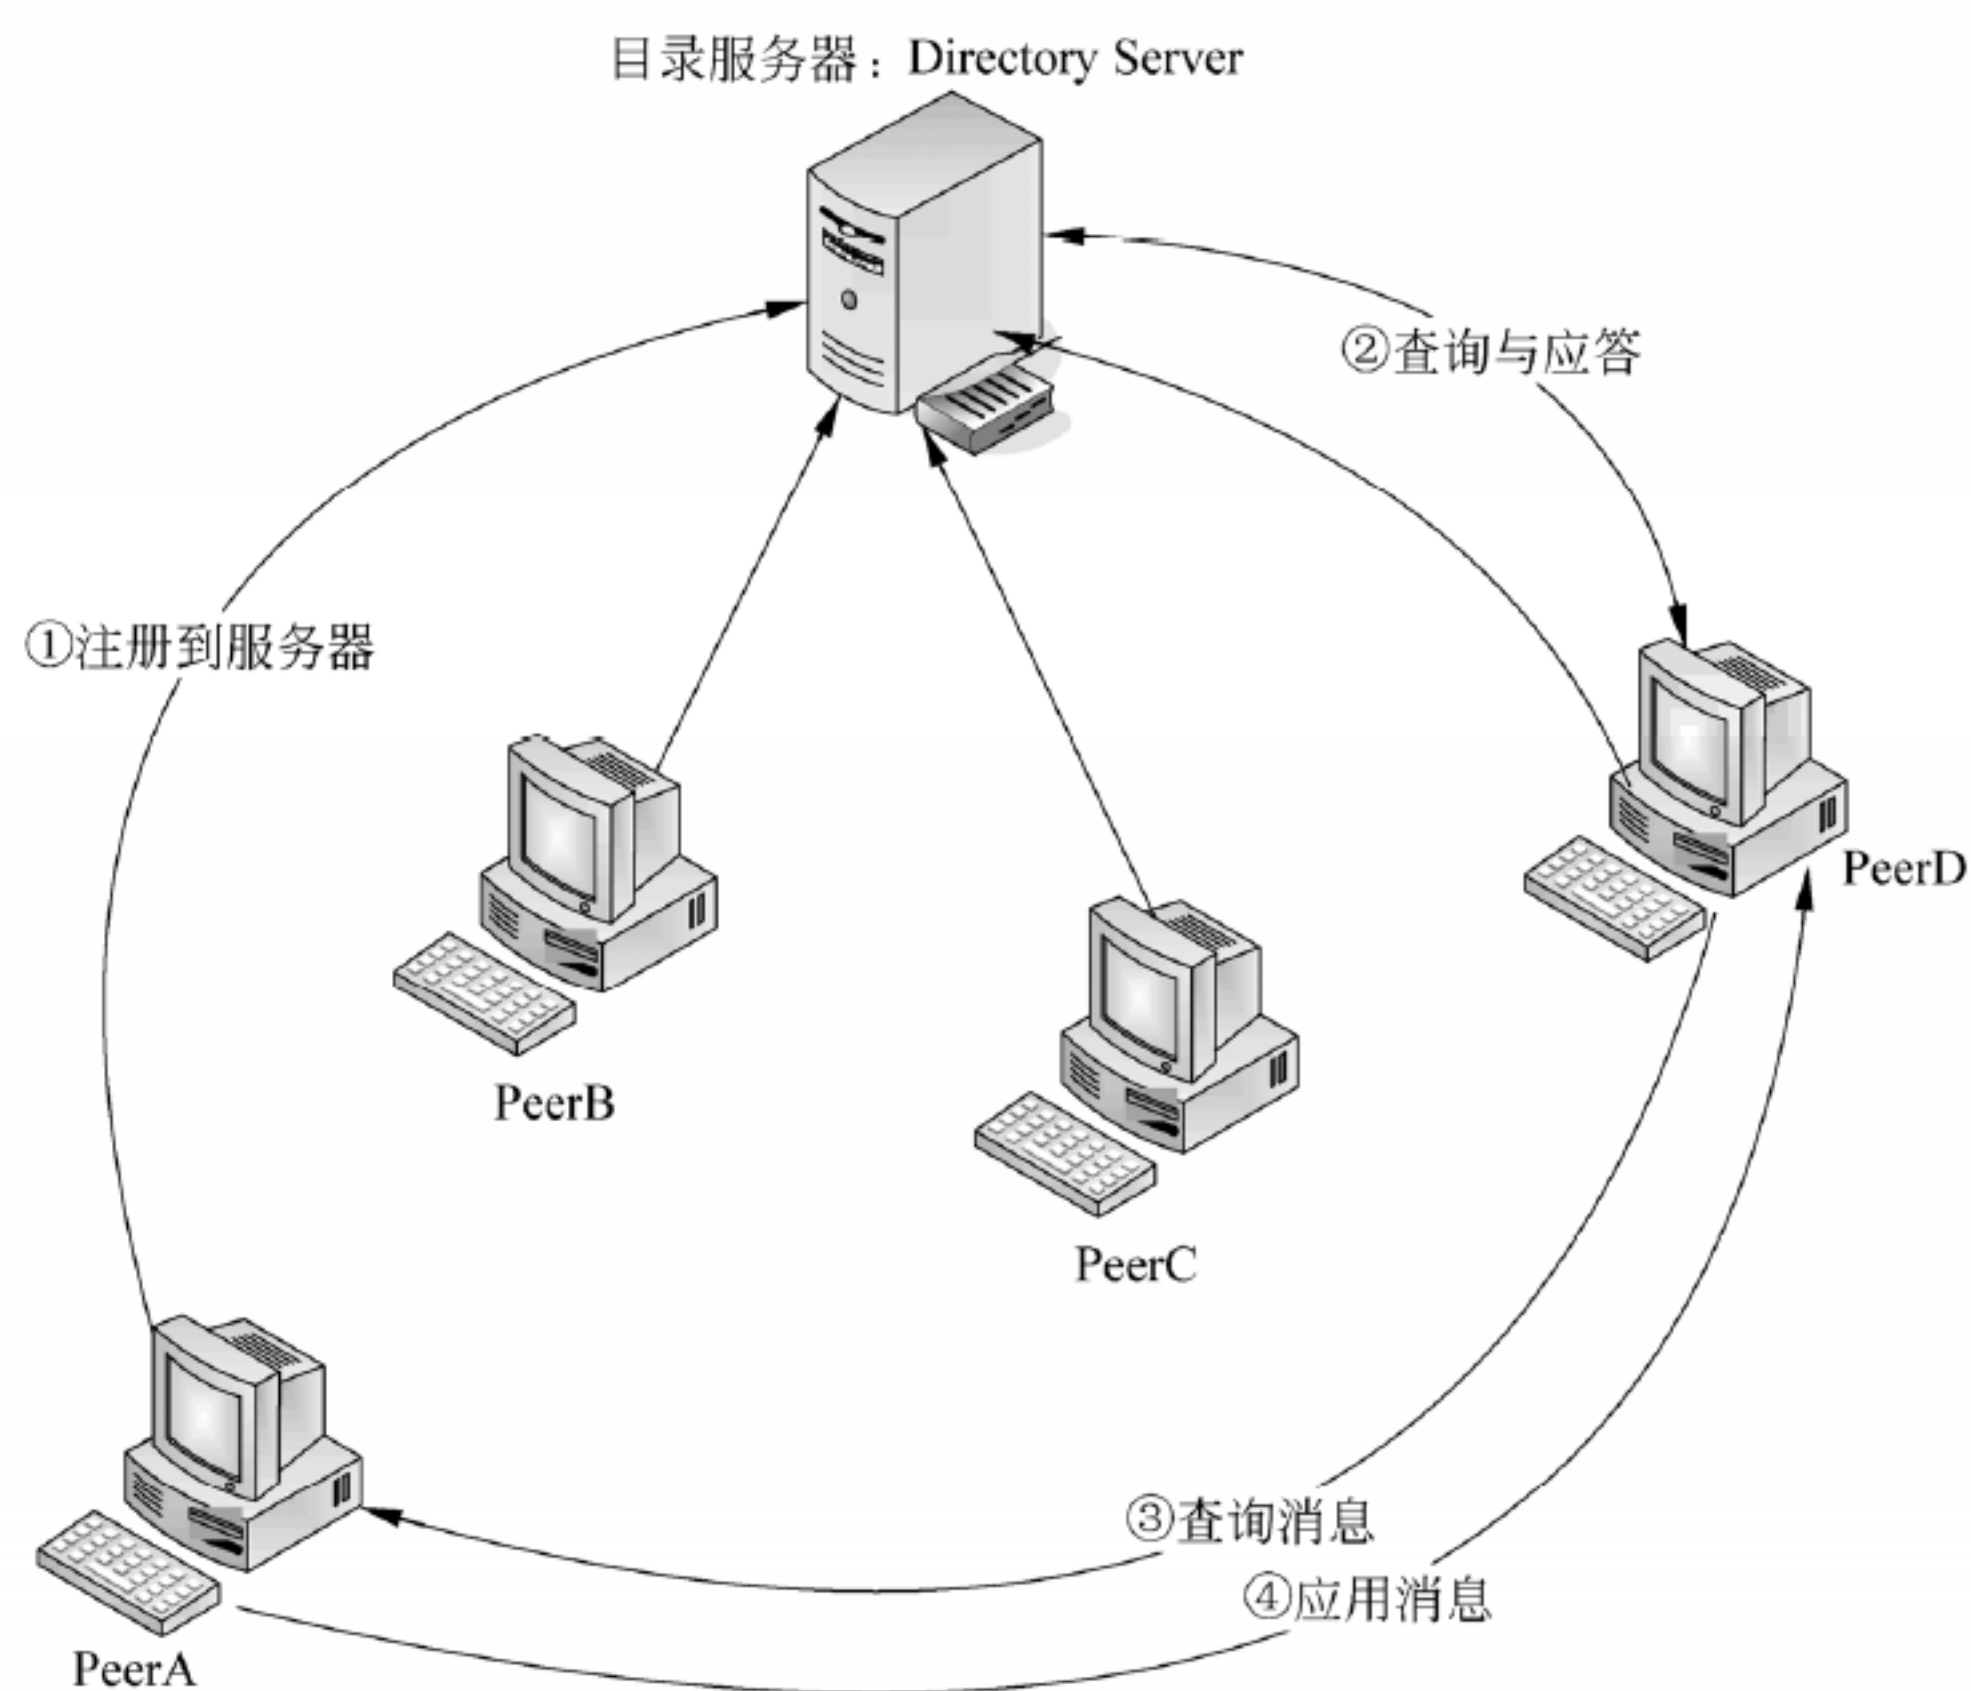 目录服务器：Directory Server
②查询与应答
①注册到服务器
PeerD
PeerB
PeerC
③查询消息
④应用消息
PeerA